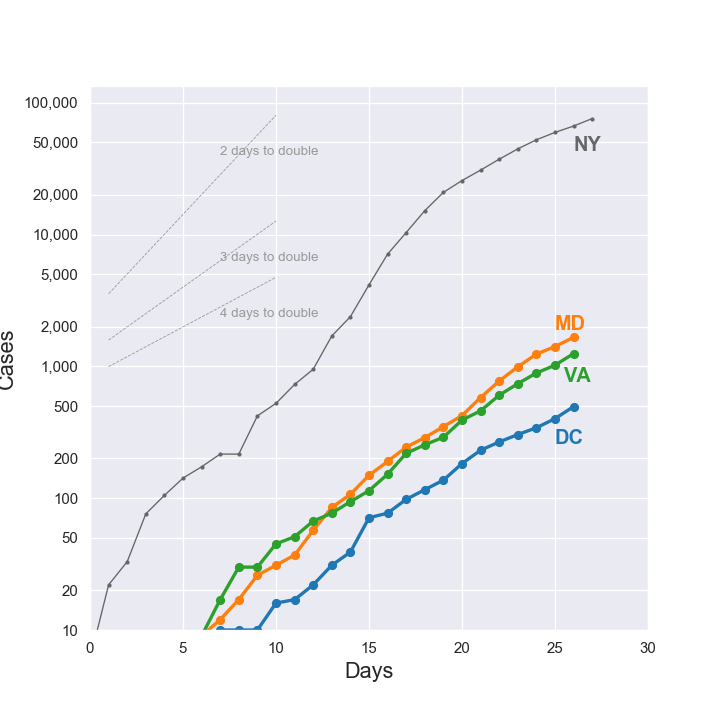 100,000
50,000
20,000
10,000
5,000
2,000
1,000
500
200
100
50
20
10
Cases
2 days to double
3 days to double
4 days to double
NY
MD
VA
DC
0 5 10 15 20 25 30
Days